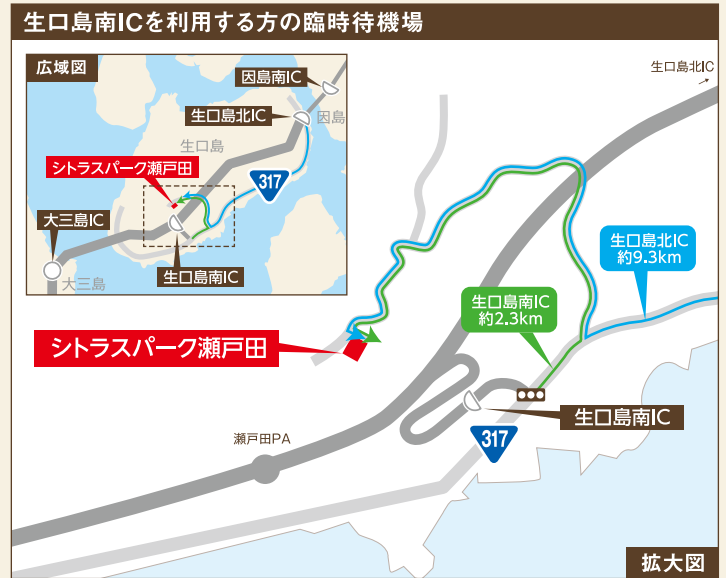 生口島南ICを利用する方の臨時待機場
広域図
因島南IC
生口島北IC
因島
生口島
シトラスパーク瀬戸田
317
大三島IC
生口島南IC
大三島
生口島北IC
生口島北IC
約9.3km
生口島南IC
約2.3km
シトラスパーク瀬戸田
生口島南IC
317
瀬戸田PA
拡大図